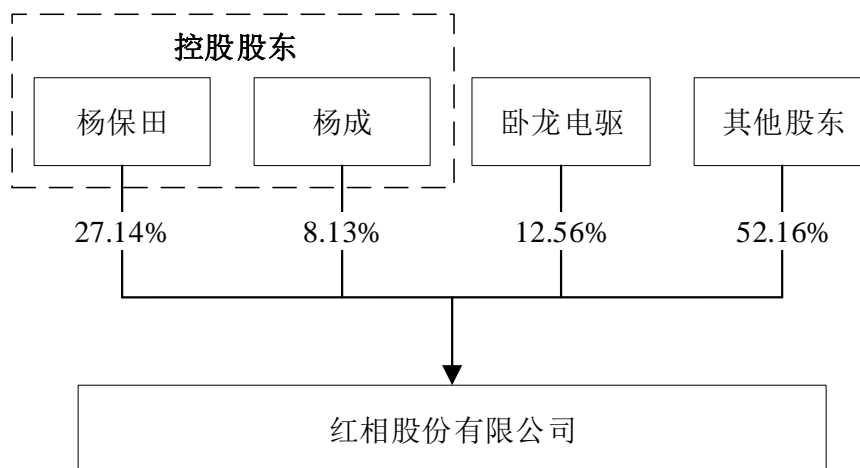 控股股东
杨保田
杨成
卧龙电驱
其他股东
27.14%
8.13%
12.56%
52.16%
红相股份有限公司